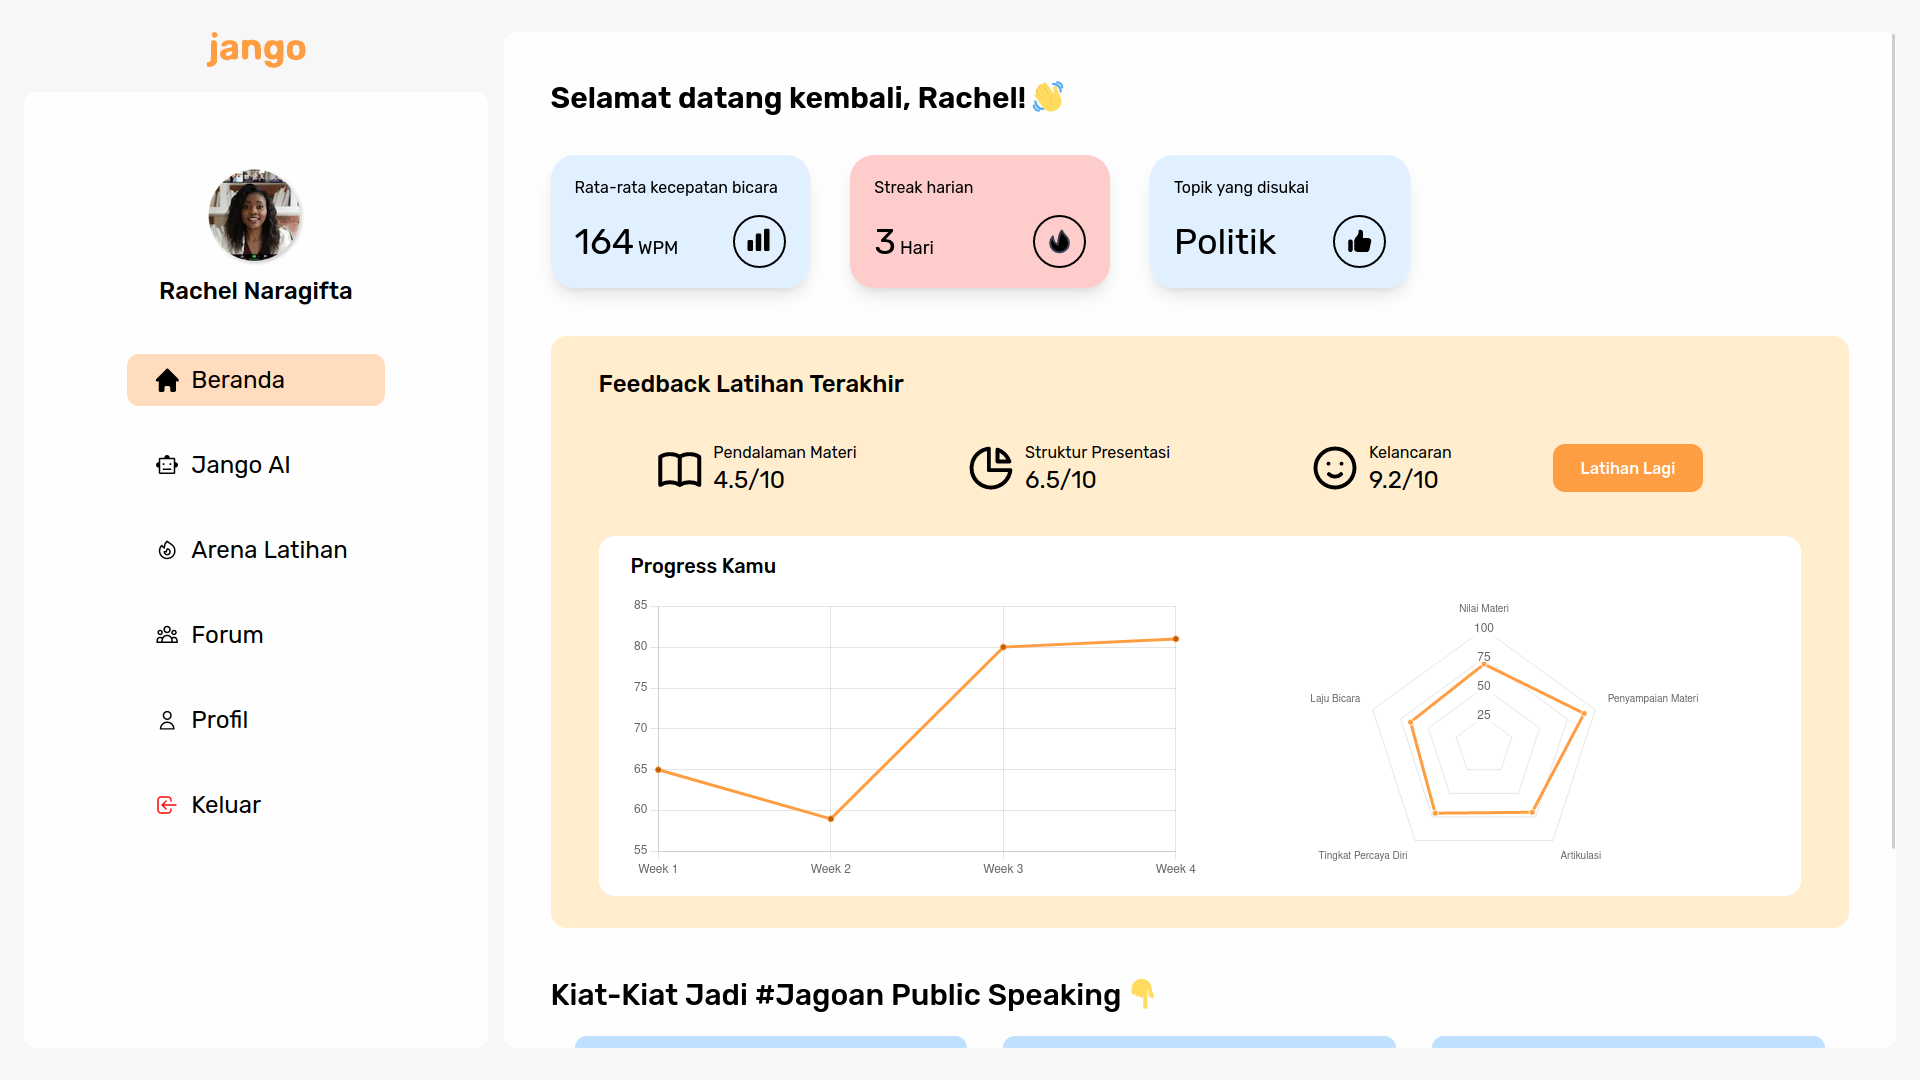 jango
Rachel Naragifta
Beranda
Jango AI
Arena Latihan
Forum
Profil
Keluar
Selamat datang kembali, Rachel! 👋
Rata-rata kecepatan bicara
164 WPM
Streak harian
3 Hari
Topik yang disukai
Politik
Feedback Latihan Terakhir
Pendalaman Materi
4.5/10
Struktur Presentasi
6.5/10
Kelancaran
9.2/10
Latihan Lagi
Progress Kamu
85
80
75
70
65
60
55
Week 1
Week 2
Week 3
Week 4
Nilai Materi
100
75
50
25
Laju Bicara
Penyampaian Materi
Tingkat Percaya Diri
Artikulasi
Kiat-Kiat Jadi #Jagoan Public Speaking 👇